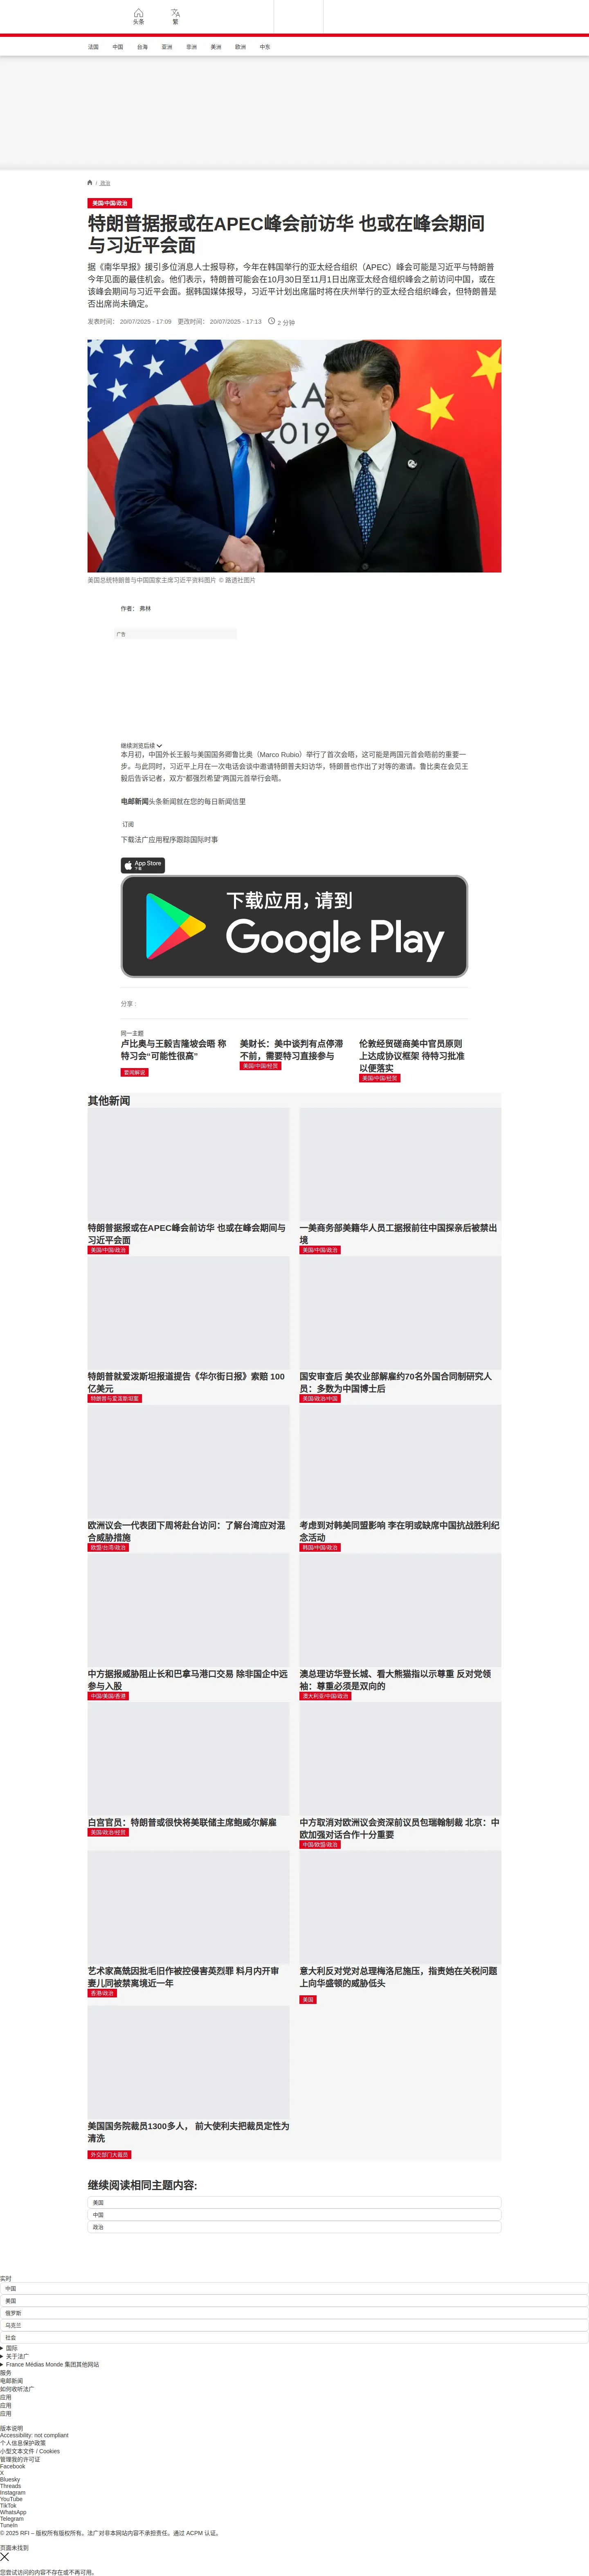 头条
繁
法国
中国
台海
亚洲
非洲
美洲
欧洲
中东
/ 政治
美国/中国/政治
特朗普据报或在APEC峰会前访华 也或在峰会期间
与习近平会面
据《南华早报》援引多位消息人士报导称，今年在韩国举行的亚太经合组织（APEC）峰会可能是习近平与特朗普
今年见面的最佳机会。他们表示，特朗普可能会在10月30日至11月1日出席亚太经合组织峰会之前访问中国，或在
该峰会期间与习近平会面。据韩国媒体报导，习近平计划出席届时将在庆州举行的亚太经合组织峰会，但特朗普是
否出席尚未确定。
发表时间： 20/07/2025 - 17:09 更改时间： 20/07/2025 - 17:13 2 分钟
KA
2019
美国总统特朗普与中国国家主席习近平资料图片 © 路透社图片
作者： 弗林
广告
继续浏览后续
本月初，中国外长王毅与美国国务卿鲁比奥（Marco Rubio）举行了首次会晤，这可能是两国元首会晤前的重要一
步。与此同时，习近平上月在一次电话会谈中邀请特朗普夫妇访华，特朗普也作出了对等的邀请。鲁比奥在会见王
毅后告诉记者，双方“都强烈希望”两国元首举行会晤。
电邮新闻头条新闻就在您的每日新闻信里
订阅
下载法广应用程序跟踪国际时事
App Store
下载
下载应用，请到
Google Play
分享 :
同一主题
卢比奥与王毅吉隆坡会晤 称
特习会“可能性很高”
要闻解说
美财长：美中谈判有点停滞
不前，需要特习直接参与
美国/中国/经贸
伦敦经贸磋商美中官员原则
上达成协议框架 待特习批准
以便落实
美国/中国/经贸
其他新闻
特朗普据报或在APEC峰会前访华 也或在峰会期间与
习近平会面
美国/中国/政治
一美商务部美籍华人员工据报前往中国探亲后被禁出
境
美国/中国/政治
特朗普就爱泼斯坦报道提告《华尔街日报》索赔 100
亿美元
特朗普与爱泼斯坦案
国安审查后 美农业部解雇约70名外国合同制研究人
员：多数为中国博士后
美国/政治/中国
欧洲议会一代表团下周将赴台访问：了解台湾应对混
合威胁措施
欧盟/台湾/政治
考虑到对韩美同盟影响 李在明或缺席中国抗战胜利纪
念活动
韩国/中国/政治
中方据报威胁阻止长和巴拿马港口交易 除非国企中远
参与入股
中国/美国/香港
澳总理访华登长城、看大熊猫指以示尊重 反对党领
袖：尊重必须是双向的
澳大利亚/中国/政治
白宫官员：特朗普或很快将美联储主席鲍威尔解雇
美国/政治/经贸
中方取消对欧洲议会资深前议员包瑞翰制裁 北京：中
欧加强对话合作十分重要
中国/欧盟/政治
艺术家高兟因批毛旧作被控侵害英烈罪 料月内开审
妻儿同被禁离境近一年
香港/政治
意大利反对党对总理梅洛尼施压，指责她在关税问题
上向华盛顿的威胁低头
美国
美国国务院裁员1300多人， 前大使利夫把裁员定性为
清洗
外交部门大裁员
继续阅读相同主题内容:
美国
中国
政治
实时
中国
美国
俄罗斯
乌克兰
社会
国际
关于法广
France Médias Monde 集团其他网站
服务
电邮新闻
如何收听法广
应用
应用
应用
版本说明
Accessibility: not compliant
个人信息保护政策
小型文本文件 / Cookies
管理我的许可证
Facebook
X
Bluesky
Threads
Instagram
YouTube
TikTok
WhatsApp
Telegram
TuneIn
© 2025 RFI – 版权所有版权所有。法广对非本网站内容不承担责任。通过 ACPM 认证。
页面未找到
您尝试访问的内容不存在或不再可用。